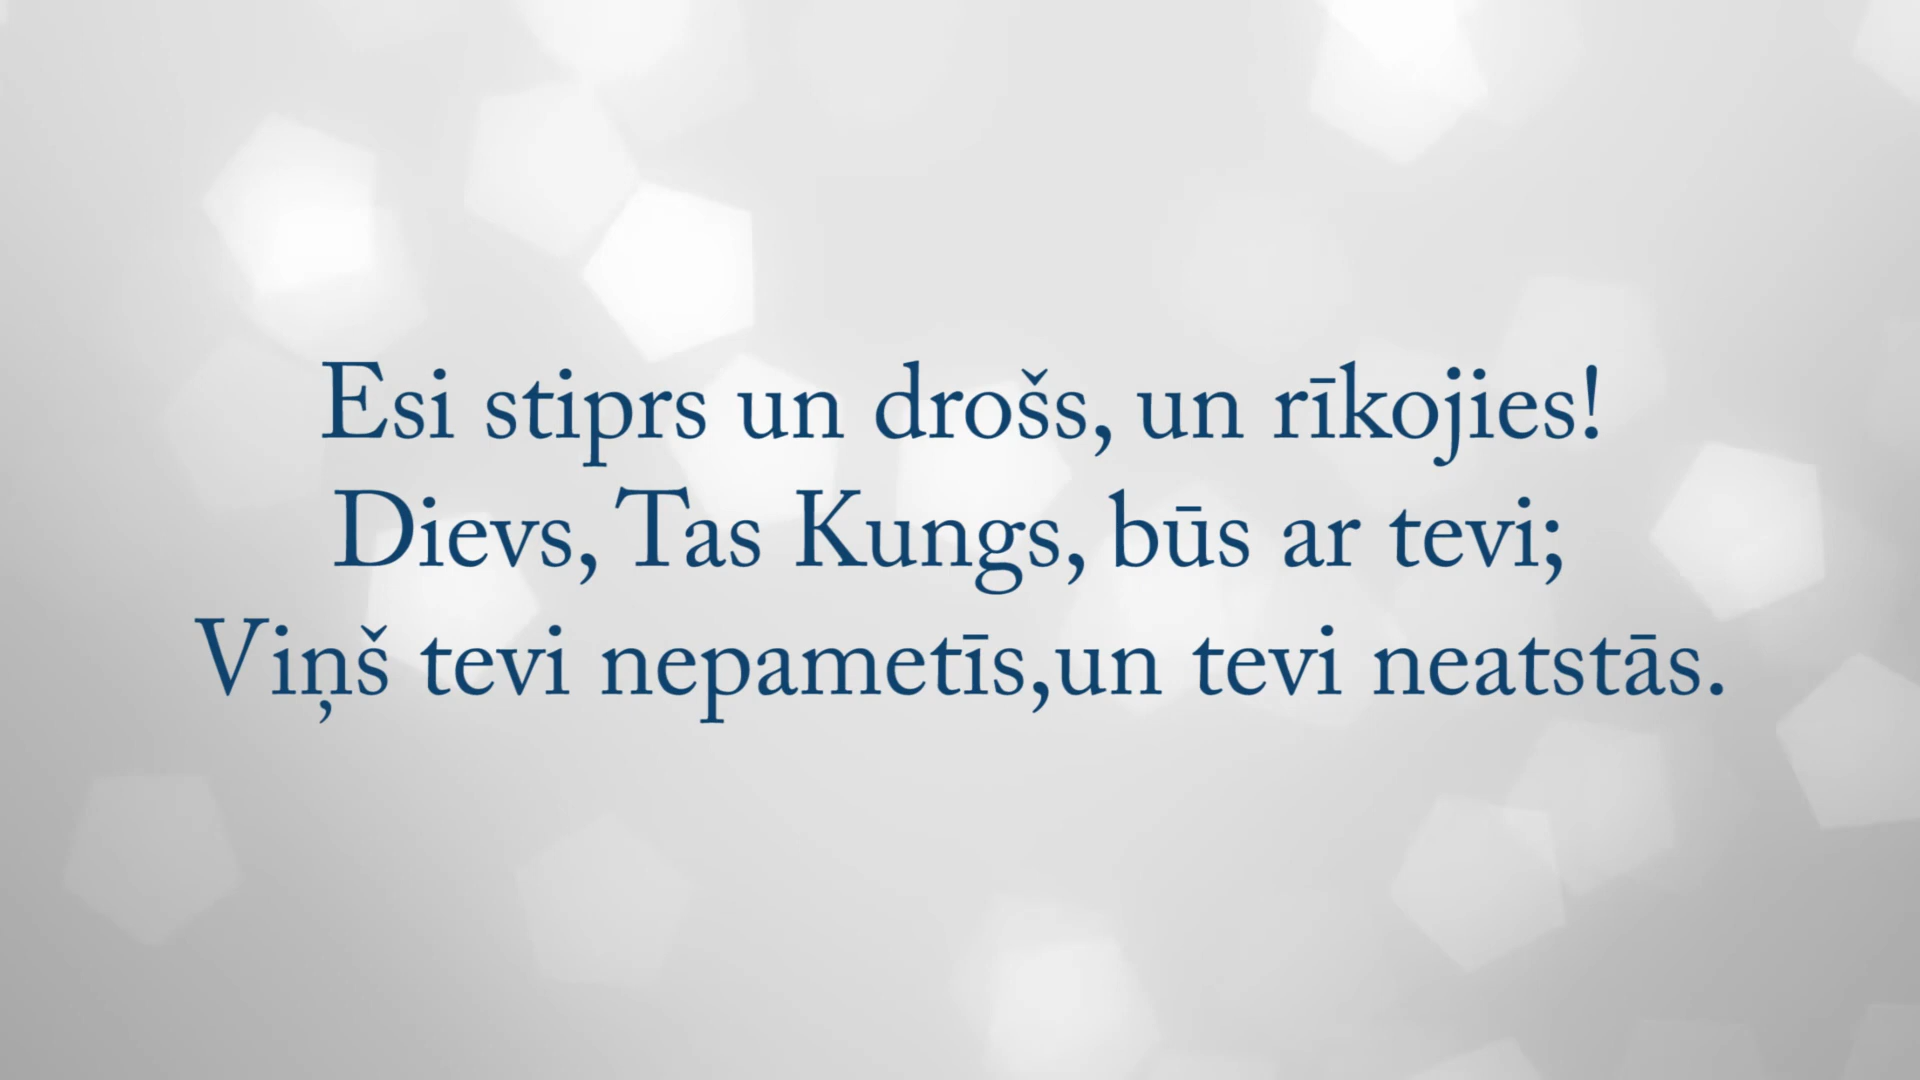 Esi stiprs un drošs, un rīkojies!
Dievs, Tas Kungs, būs ar tevi;
Viņš tevi nepametīs,un tevi neatstās.